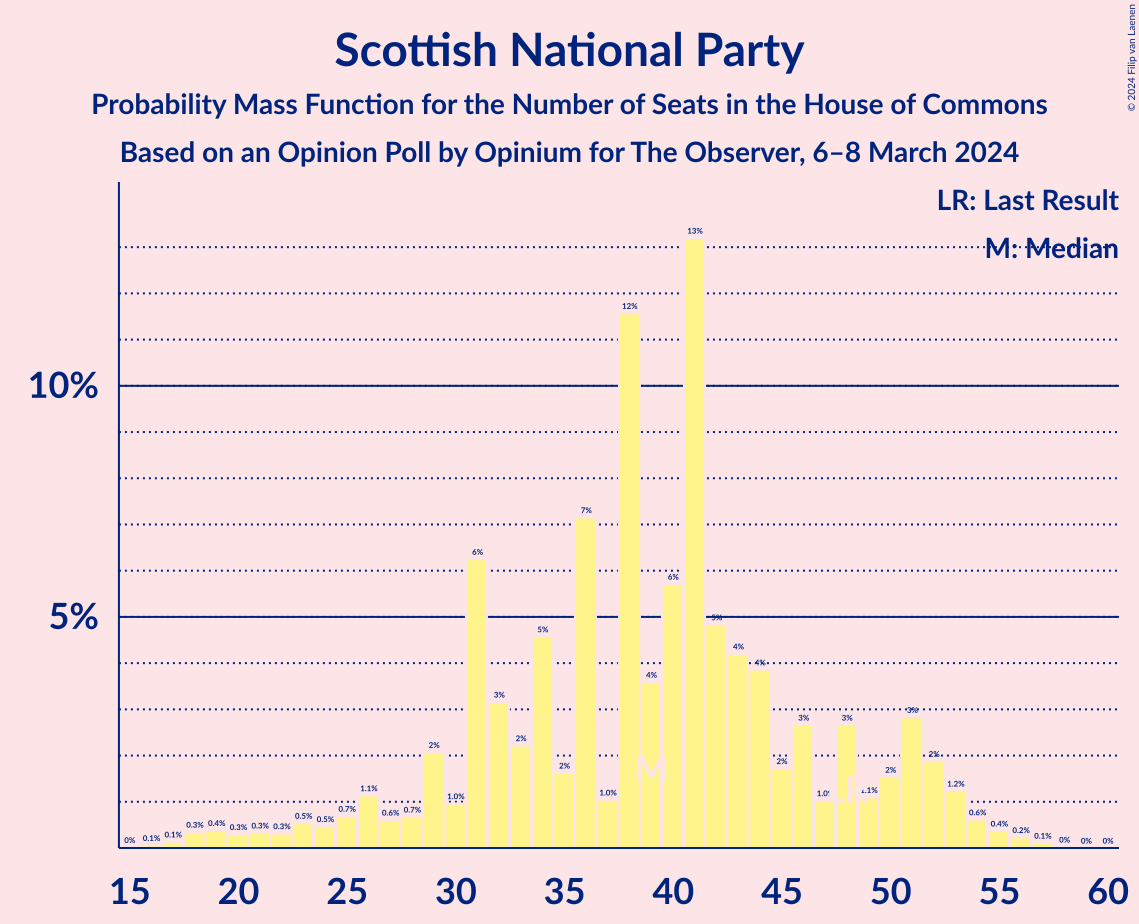 Scottish National Party
Probability Mass Function for the Number of Seats in the House of Commons
Based on an Opinion Poll by Opinium for The Observer, 6–8 March 2024
© 2024 Filip van Laenen
LR: Last Result
M: Median
10%
5%
0% 0.1% 0.1% 0.3% 0.4% 0.3% 0.3% 0.3% 0.5% 0.5% 0.7% 1.1% 0.6% 0.7% 2% 1.0% 6% 3% 2% 5% 2% 7% 1.0% 12% 4% 6% 13% 5% 4% 4% 2% 3% 1.0% 3% 1.1% 2% 3% 2% 1.2% 0.6% 0.4% 0.2% 0.1% 0% 0% 0%
M
15 20 25 30 35 40 45 50 55 60